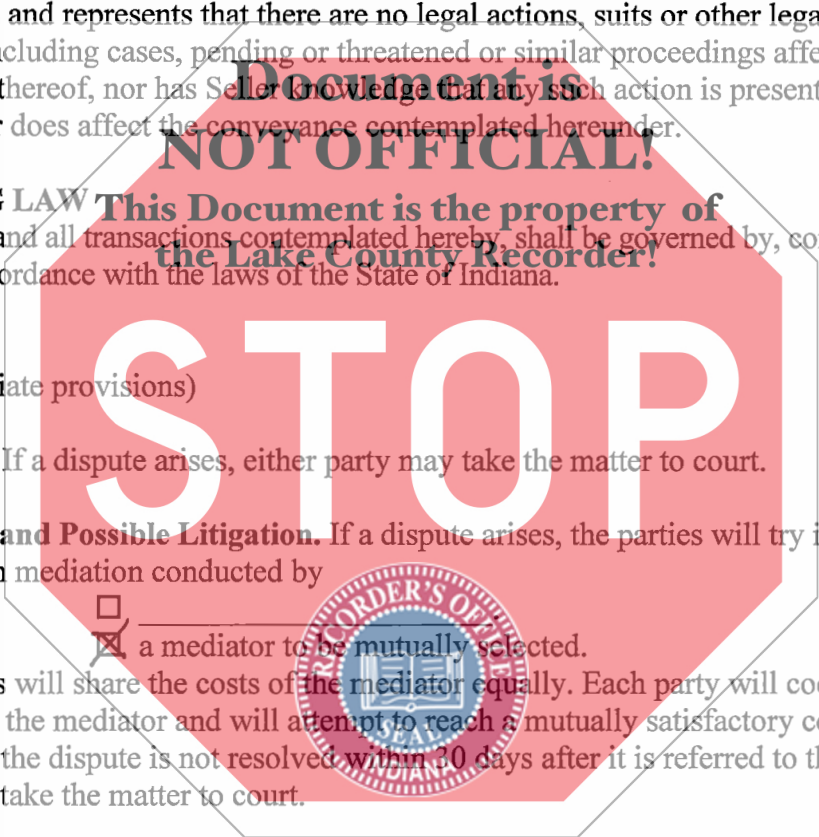 and represents that there are no legal actions, suits or other lega
cluding cases, pending or threatened or similar proceedings affe
Document is
thereof, nor has Seller knowledge that any such action is present
does affect the conveyance contemplated hereunder.
NOT OFFICIAL!
LAW
This Document is the property of
and all transactions contemplated hereby, shall be governed by, co
the Lake County Recorder!
ordance with the laws of the State of Indiana.
STOP
iate provisions)
If a dispute arises, either party may take the matter to court.
and Possible Litigation. If a dispute arises, the parties will try i
mediation conducted by
RECORDER'S OFFICE
a mediator to be mutually selected.
s will share the costs of the mediator equally. Each party will coo
the mediator and will attempt to reach a mutually satisfactory co
SEAL
the dispute is not resolved within 30 days after it is referred to th
INDIANA
take the matter to court.